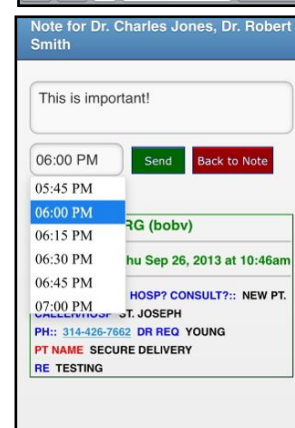 Note for Dr. Charles Jones, Dr. Robert
Smith
This is important!
06:00 PM Send Back to Note
05:45 PM
06:00 PM
06:15 PM
06:30 PM
06:45 PM
07:00 PM
RG (bobv)
hu Sep 26, 2013 at 10:46am
HOSP? CONSULT?:: NEW PT.
CALLER/HOSP ST. JOSEPH
PH:: 314-426-7662 DR REQ YOUNG
PT NAME SECURE DELIVERY
RE TESTING